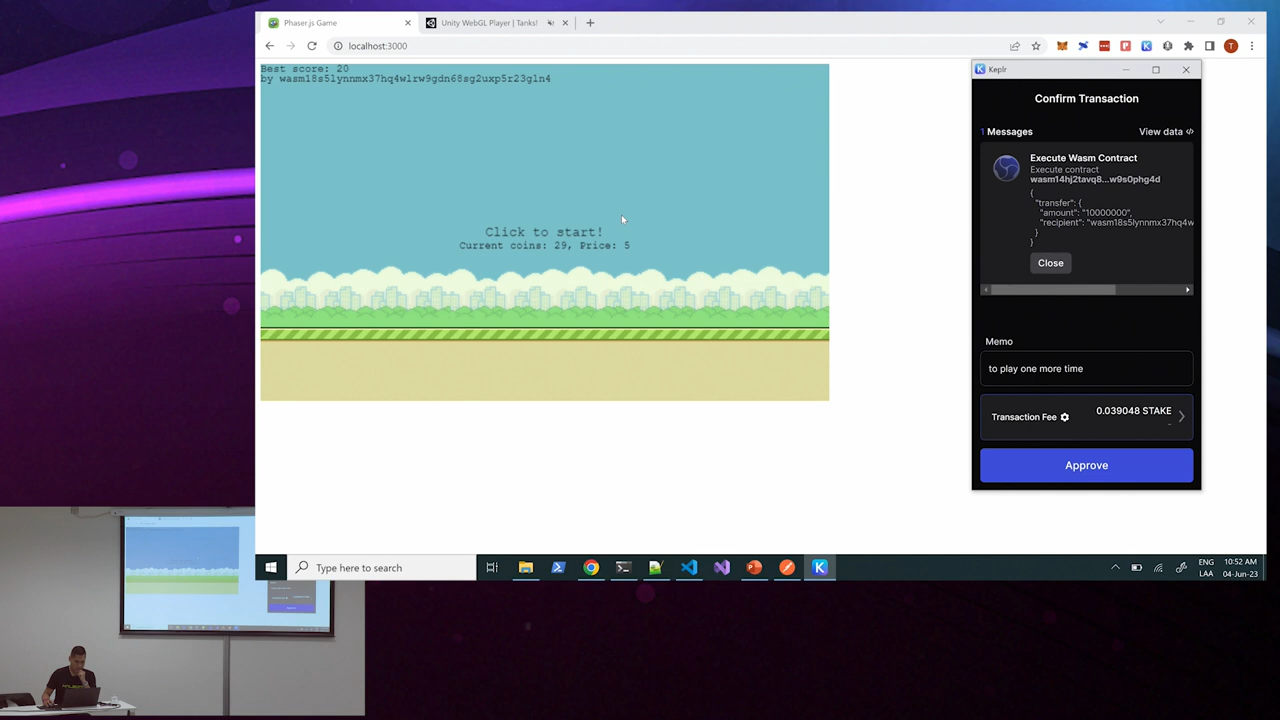 Phaser.js Game
Unity WebGL Player | Tanks!
localhost:3000
T
Best score: 20
by wasm18s5lynnmx37hq4wlrw9gdn68sg2uxp5r23gln4
Click to start!
Current coins: 29, Price: 5
Keplr
Confirm Transaction
1 Messages
View data
Execute Wasm Contract
Execute contract
wasm14hj2tavq8...w9s0phg4d
{
"transfer": {
"amount": "10000000",
"recipient": "wasm18s5lynnmx37hq4w
}
}
Close
Memo
to play one more time
Transaction Fee
0.039048 STAKE
-
Approve
Type here to search
ENG
LAA
10:52 AM
04-Jun-23